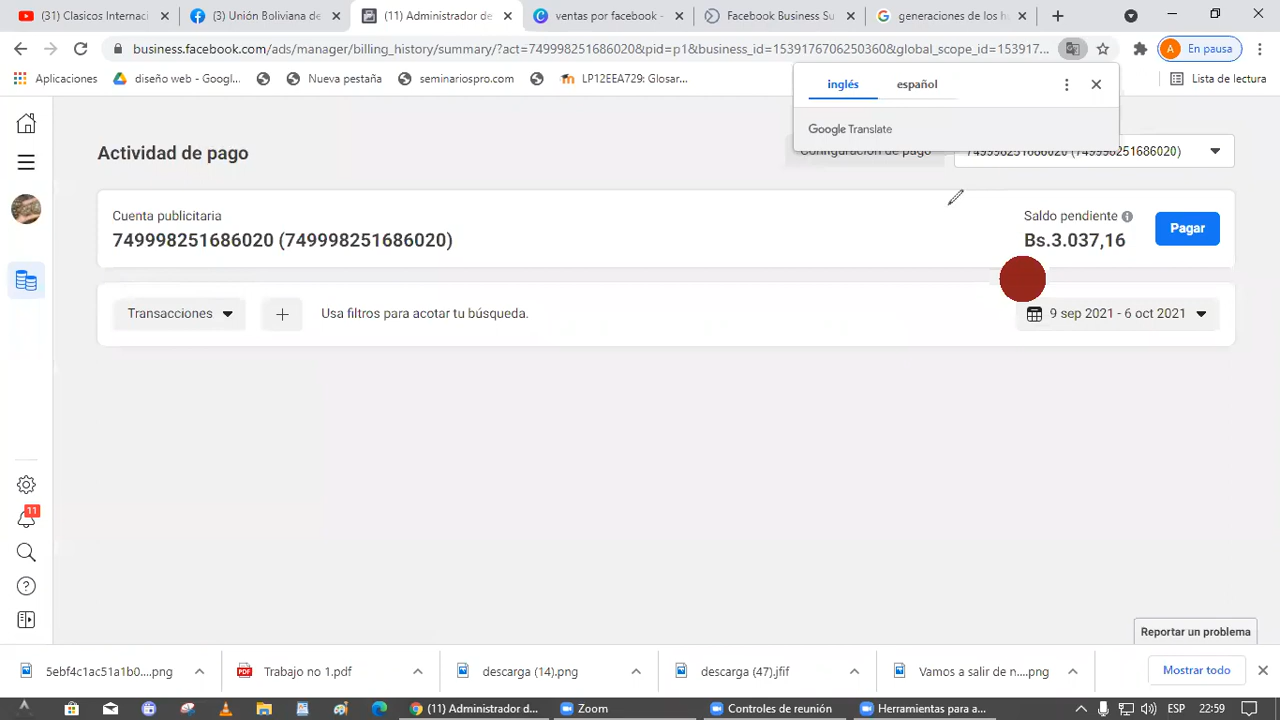 (31) Clasicos Internaci
(3) Unión Boliviana de
(11) Administrador de
ventas por facebook -
Facebook Business Su
generaciones de los h
business.facebook.com/ads/manager/billing_history/summary/?act=749998251686020&pid=p1&business_id=1539176706250360&global_scope_id=153917...
A En pausa
Aplicaciones
diseño web - Googl...
Nueva pestaña
seminariospro.com
LP12EEA729: Glosar...
Lista de lectura
inglés español
Google Translate
Actividad de pago
Configuración de pago
749998251686020 (749998251686020)
Cuenta publicitaria
749998251686020 (749998251686020)
Saldo pendiente
Bs.3.037,16
Pagar
Transacciones
Usa filtros para acotar tu búsqueda.
9 sep 2021 - 6 oct 2021
11
Reportar un problema
5ebf4c1ac51a1b0....png
Trabajo no 1.pdf
descarga (14).png
descarga (47).jfif
Vamos a salir de n....png
Mostrar todo
(11) Administrador d...
Zoom
Controles de reunión
Herramientas para a...
ESP
22:59